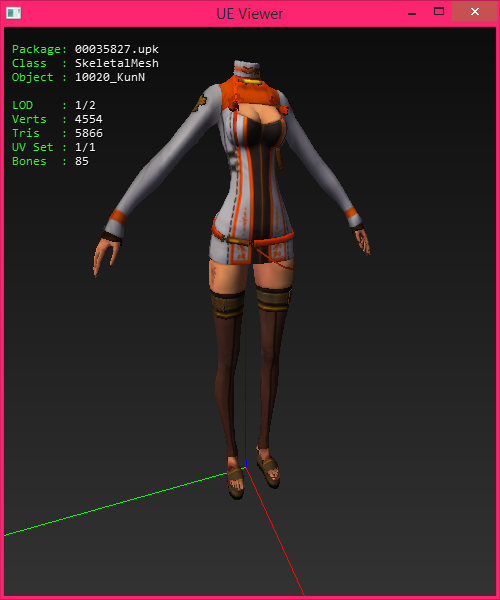 UE Viewer
Package: 00035827.upk
Class : SkeletalMesh
Object : 10020_KunN
LOD : 1/2
Verts : 4554
Tris : 5866
UV Set : 1/1
Bones : 85